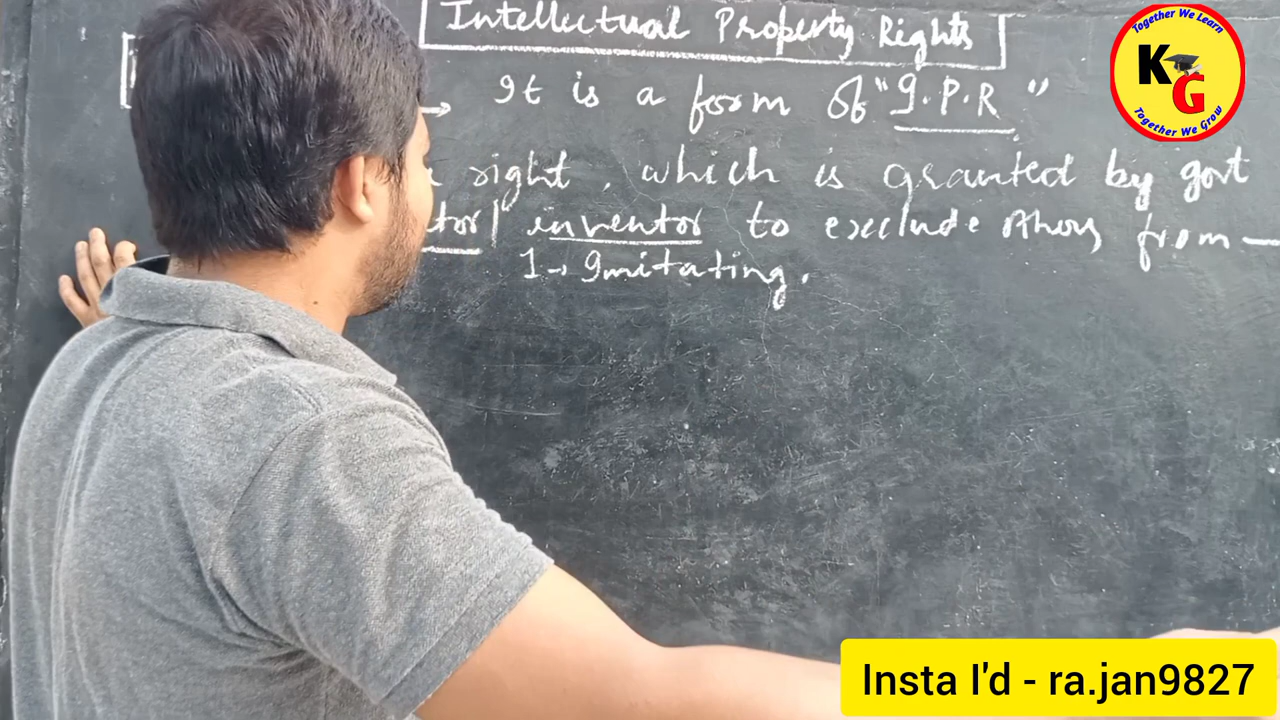 Intellectual Property Rights
→ It is a form of "I.P.R"
right, which is granted by govt
tor/ inventor to exclude others from —
1→ Imitating.
Together We Learn
KG
Together We Grow
Insta I'd - ra.jan9827